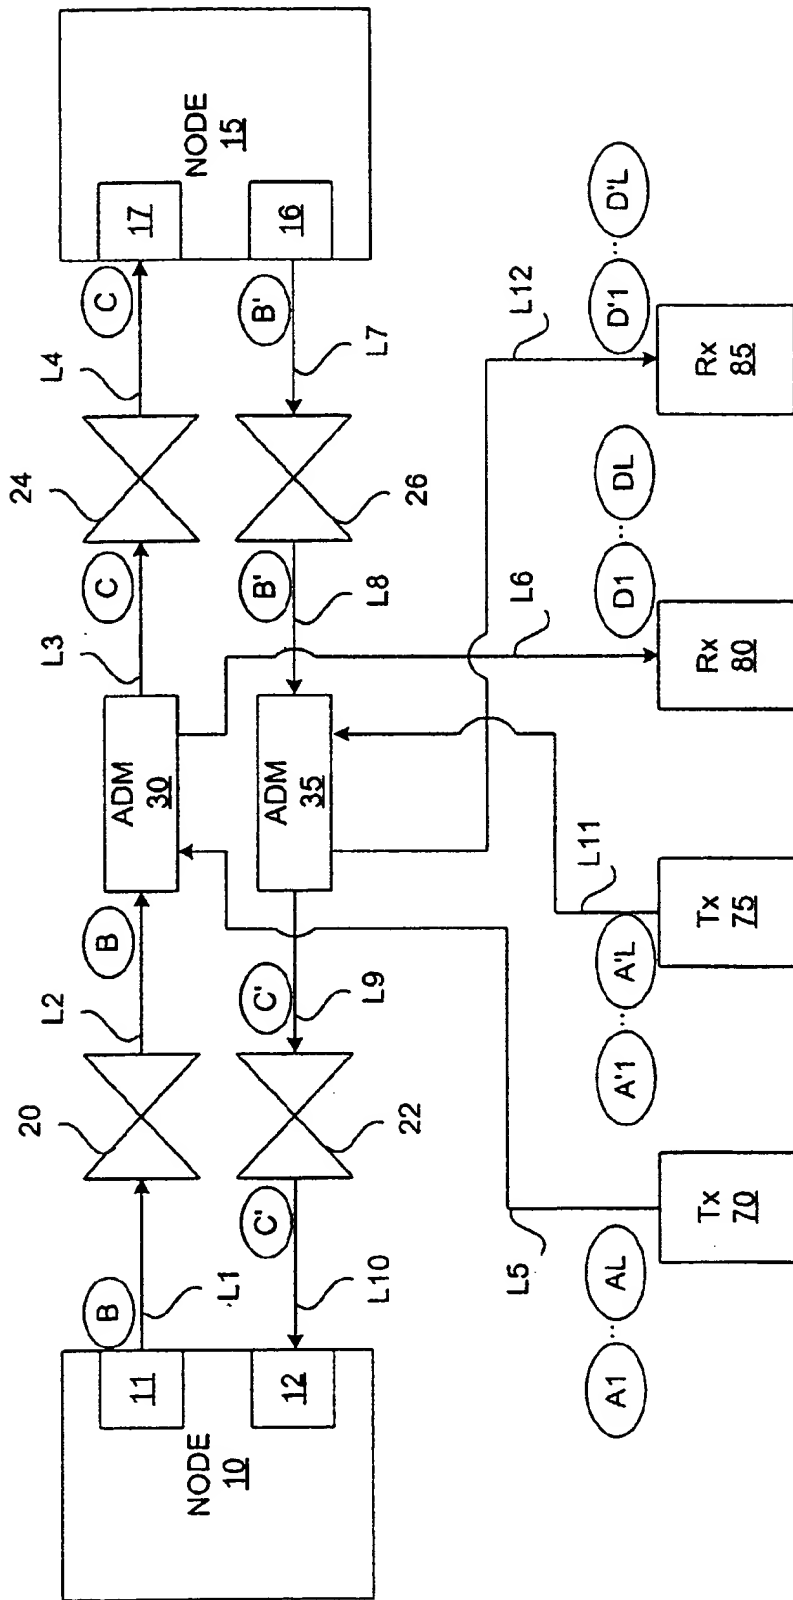 NODE
10
11
12
B
L1
20
L2
B
ADM
30
L3
C
24
L4
C
17
NODE
15
16
C'
L10
22
C'
L9
ADM
35
B'
L8
26
B'
L7
A1 ... AL
L5
Tx
70
A'1 ... A'L
L11
Tx
75
L6
D1 ... DL
Rx
80
L12
D'1 ... D'L
Rx
85